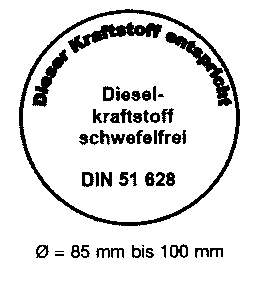 Dieser Kraftstoff entspricht
Diesel-
kraftstoff
schwefelfrei
DIN 51 628
Ø = 85 mm bis 100 mm